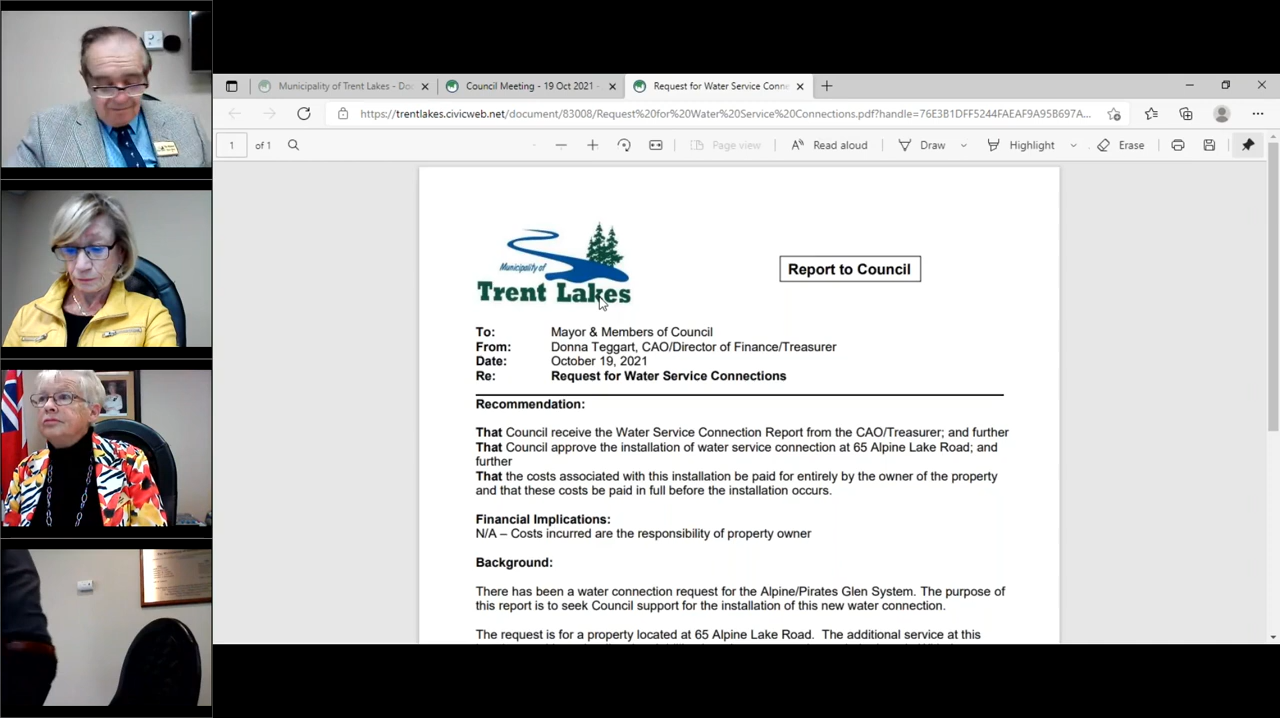 Municipality of Trent Lakes - Do
Council Meeting - 19 Oct 2021 -
Request for Water Service Conne
https://trentlakes.civicweb.net/document/83008/Request%20for%20Water%20Service%20Connections.pdf?handle=76E3B1DFF5244FAEAF9A95B697A...
1 of 1
Page view
Read aloud
Draw
Highlight
Erase
Municipality of
Trent Lakes
Report to Council
To: Mayor & Members of Council
From: Donna Teggart, CAO/Director of Finance/Treasurer
Date: October 19, 2021
Re: Request for Water Service Connections
Recommendation:
That Council receive the Water Service Connection Report from the CAO/Treasurer; and further
That Council approve the installation of water service connection at 65 Alpine Lake Road; and
further
That the costs associated with this installation be paid for entirely by the owner of the property
and that these costs be paid in full before the installation occurs.
Financial Implications:
N/A – Costs incurred are the responsibility of property owner
Background:
There has been a water connection request for the Alpine/Pirates Glen System. The purpose of
this report is to seek Council support for the installation of this new water connection.
The request is for a property located at 65 Alpine Lake Road. The additional service at this